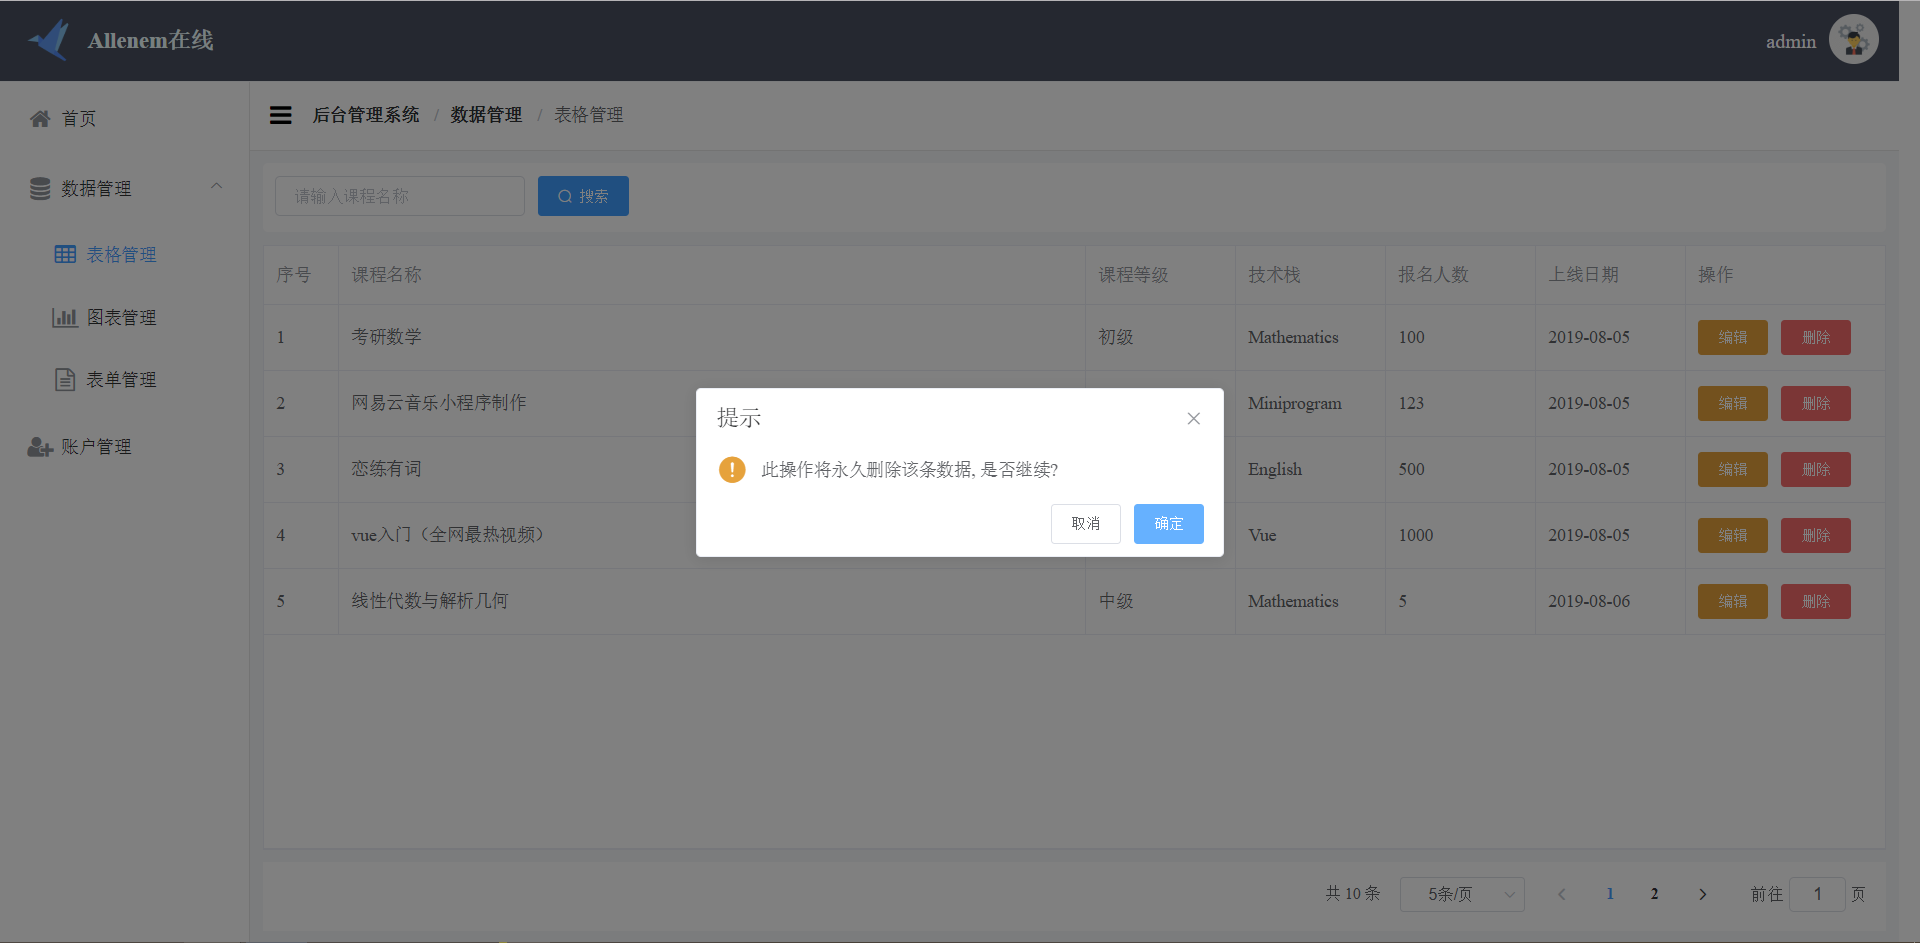 Allenem在线
admin
首页
数据管理
表格管理
图表管理
表单管理
账户管理
后台管理系统 / 数据管理 / 表格管理
请输入课程名称 搜索
序号 课程名称 课程等级 技术栈 报名人数 上线日期 操作
1 考研数学 初级 Mathematics 100 2019-08-05 编辑 删除
2 网易云音乐小程序制作 Miniprogram 123 2019-08-05 编辑 删除
3 恋练有词 English 500 2019-08-05 编辑 删除
4 vue入门（全网最热视频） Vue 1000 2019-08-05 编辑 删除
5 线性代数与解析几何 中级 Mathematics 5 2019-08-06 编辑 删除
提示
此操作将永久删除该条数据, 是否继续?
取消 确定
共 10 条 5条/页 1 2 前往 1 页